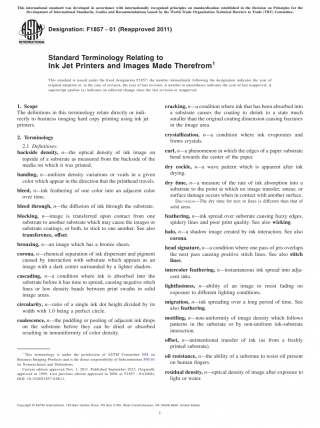 This international standard was developed in accordance with internationally recognized principles on standardization established in the Decision on Principles for the
Development of International Standards, Guides and Recommendations issued by the World Trade Organization Technical Barriers to Trade (TBT) Committee.
Designation: F1857 − 01 (Reapproved 2011)
Standard Terminology Relating to
Ink Jet Printers and Images Made Therefrom¹
This standard is issued under the fixed designation F1857; the number immediately following the designation indicates the year of
original adoption or, in the case of revision, the year of last revision. A number in parentheses indicates the year of last reapproval. A
superscript epsilon (ε) indicates an editorial change since the last revision or reapproval.
1. Scope
The definitions in this terminology relate directly or indi-
rectly to business imaging hard copy printing using ink jet
printers.
2. Terminology
2.1 Definitions:
backside density, n—the optical density of ink image on
topside of a substrate as measured from the backside of the
media on which it was printed.
banding, n—uniform density variations or voids in a given
color which appear in the direction that the printhead travels.
bleed, n—ink feathering of one color into an adjacent color
over time.
bleed through, n—the diffusion of ink through the substrate.
blocking, n—image is transferred upon contact from one
substrate to another substrate which may cause the images or
substrate coatings, or both, to stick to one another. See also
transference, offset.
bronzing, n—an image which has a bronze sheen.
corona, n—chemical separation of ink dispersant and pigment
caused by interaction with substrate which appears as an
image with a dark center surrounded by a lighter shadow.
cascading, n—a condition where ink is absorbed into the
substrate before it has time to spread, causing negative stitch
lines or low density bands between print swaths in solid
image areas.
circularity, n—ratio of a single ink dot height divided by its
width with 1.0 being a perfect circle.
coalescence, n—the puddling or pooling of adjacent ink drops
on the substrate before they can be dried or absorbed
resulting in nonuniformity of color density.
cracking, n—a condition where ink that has been absorbed into
a substrate causes the coating to shrink to a state much
smaller than the original coating dimension causing fractures
in the image area.
crystallization, n—a condition where ink evaporates and
forms crystals.
curl, n—a phenomenon in which the edges of a paper substrate
bend towards the center of the paper.
dry cockle, n—a wave pattern which is apparent after ink
drying.
dry time, n—a measure of the rate of ink absorption into a
substrate to the point at which no image transfer, smear, or
surface damage occurs when in contact with another surface.
DISCUSSION—The dry time for text or lines is different than that of
solid areas.
feathering, n—ink spread over substrate causing fuzzy edges,
spidery lines and poor print quality. See also wicking.
halo, n—a shadow image created by ink interaction. See also
corona.
head signature, n—a condition where one pass of jets overlaps
the next pass causing positive stitch lines. See also stitch
lines.
intercolor feathering, n—instantaneous ink spread into adja-
cent inks.
lightfastness, n—ability of an image to resist fading on
exposure to different lighting conditions.
migration, n—ink spreading over a long period of time. See
also feathering.
mottling, n—non-uniformity of image density which follows
patterns in the substrate or by non-uniform ink-substrate
interaction.
offset, n—unintentional transfer of ink (as from a freshly
printed substrate).
oil resistance, n—the ability of a substrate to resist oil present
on human fingers.
residual density, n—optical density of image after exposure to
light or water.
¹ This terminology is under the jurisdiction of ASTM Committee F05 on
Business Imaging Products and is the direct responsibility of Subcommittee
on Nomenclature and Definitions.
Current edition approved Nov. 1, 2011. Published September 2012. Originally
approved in 1998. Last previous edition approved in
Copyright © ASTM International, 100 Barr Harbor Drive, PO Box C700, West Conshohocken, PA 19428-2959. United States
1